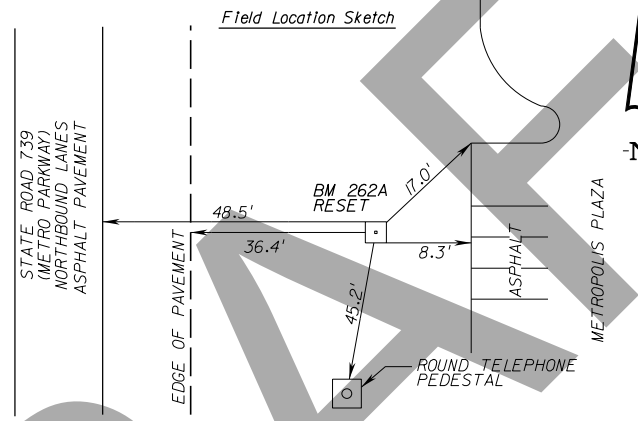 Field Location Sketch
STATE ROAD 739
(METRO PARKWAY)
NORTHBOUND LANES
ASPHALT PAVEMENT
EDGE OF PAVEMENT
48.5'
36.4'
BM 262A
RESET
17.0'
8.3'
45.2'
ASPHALT
METROPOLIS PLAZA
ROUND TELEPHONE
PEDESTAL